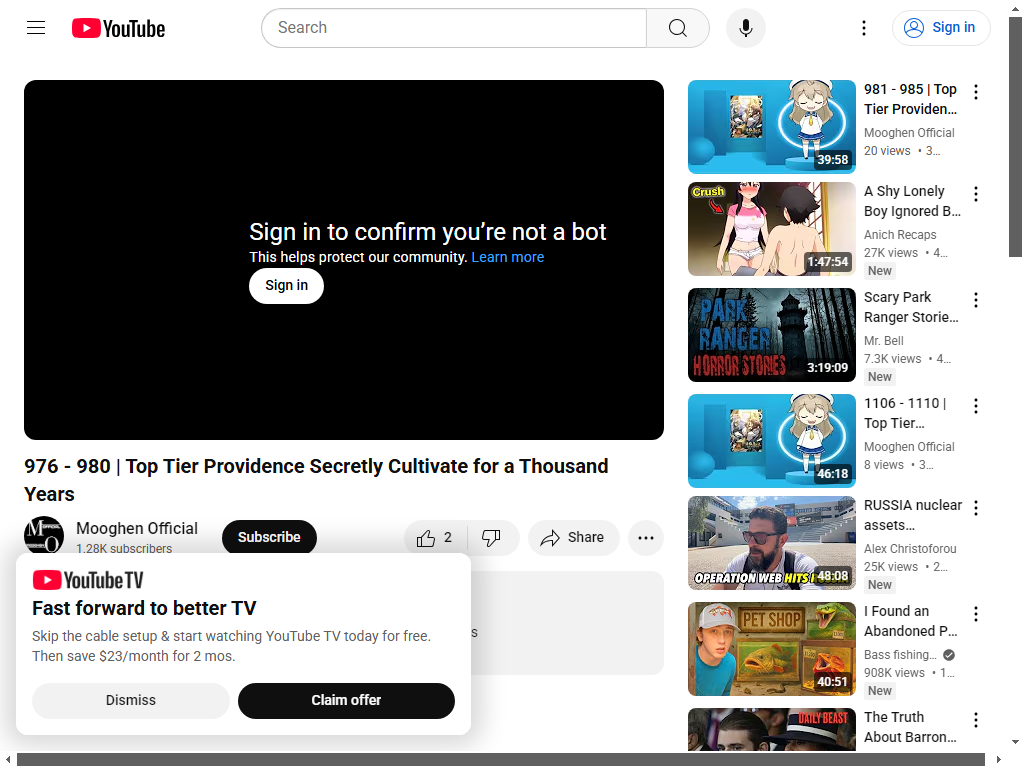 YouTube
Search
Sign in
Sign in to confirm you’re not a bot
This helps protect our community. Learn more
Sign in
976 - 980 | Top Tier Providence Secretly Cultivate for a Thousand
Years
Mooghen Official
1.28K subscribers
Subscribe
2
Share
s
YouTube TV
Fast forward to better TV
Skip the cable setup & start watching YouTube TV today for free.
Then save $23/month for 2 mos.
Dismiss
Claim offer
39:58
981 - 985 | Top
Tier Providen...
Mooghen Official
20 views • 3...
Crush
1:47:54
A Shy Lonely
Boy Ignored B...
Anich Recaps
27K views • 4...
New
PARK
RANGER
HORROR STORIES
3:19:09
Scary Park
Ranger Storie...
Mr. Bell
7.3K views • 4...
New
46:18
1106 - 1110 |
Top Tier...
Mooghen Official
8 views • 3...
OPERATION WEB HITS
48:08
RUSSIA nuclear
assets...
Alex Christoforou
25K views • 2...
New
PET SHOP
40:51
I Found an
Abandoned P...
Bass fishing...
908K views • 1...
New
DAILY BEAST
The Truth
About Barron...